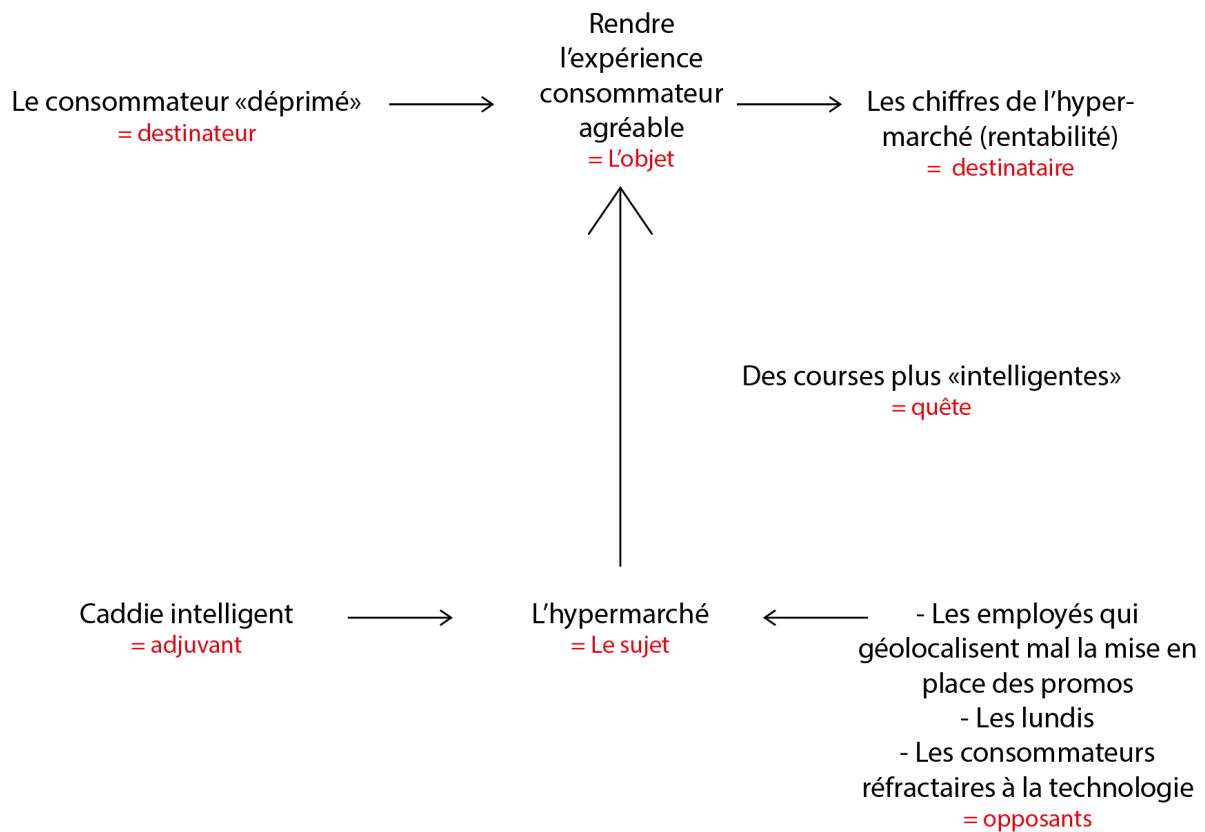 Le consommateur «déprimé»
= destinateur
Rendre
l’expérience
consommateur
agréable
= L’objet
Les chiffres de l’hyper-
marché (rentabilité)
= destinataire
Des courses plus «intelligentes»
= quête
Caddie intelligent
= adjuvant
L’hypermarché
= Le sujet
- Les employés qui
géolocalisent mal la mise en
place des promos
- Les lundis
- Les consommateurs
réfractaires à la technologie
= opposants